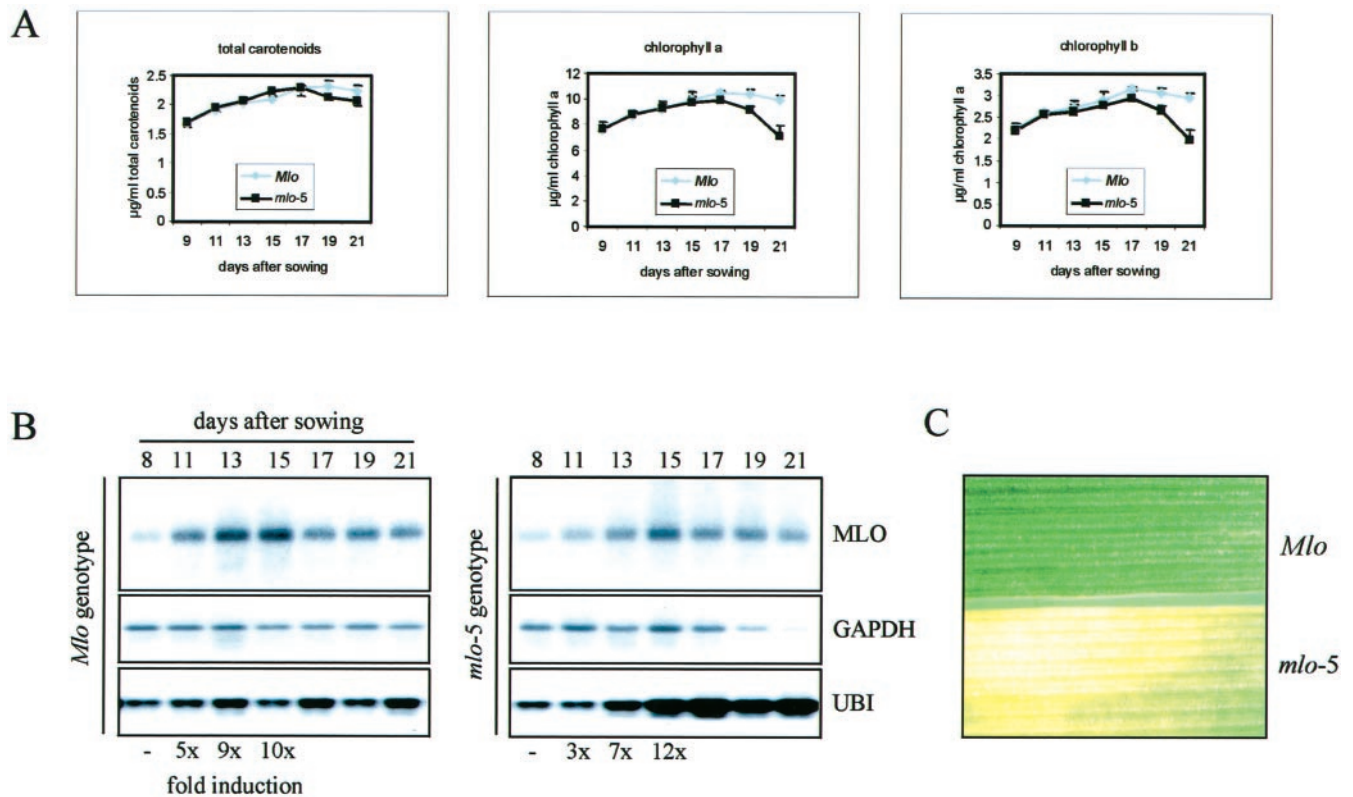 A
total carotenoids
µg/ml total carotenoids
2.5
2
1.5
1
0.5
0
Mlo
mlo-5
9 11 13 15 17 19 21
days after sowing
chlorophyll a
µg/ml chlorophyll a
12
10
8
6
4
2
0
Mlo
mlo-5
9 11 13 15 17 19 21
days after sowing
chlorophyll b
µg/ml chlorophyll a
3.5
3
2.5
2
1.5
1
0.5
0
Mlo
mlo-5
9 11 13 15 17 19 21
days after sowing
B
days after sowing
8 11 13 15 17 19 21
Mlo genotype
- 5x 9x 10x
fold induction
8 11 13 15 17 19 21
mlo-5 genotype
MLO
GAPDH
UBI
- 3x 7x 12x
C
Mlo
mlo-5